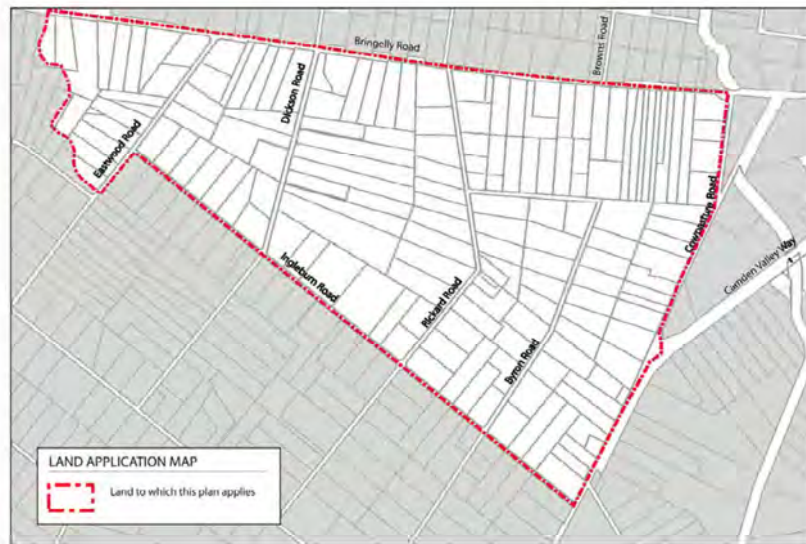 Bringelly Road
Browns Road
Dickson Road
Eastwood Road
Cowpasture Road
Camden Valley Way
Ingleburn Road
Rickard Road
Byron Road
LAND APPLICATION MAP
Land to which this plan applies